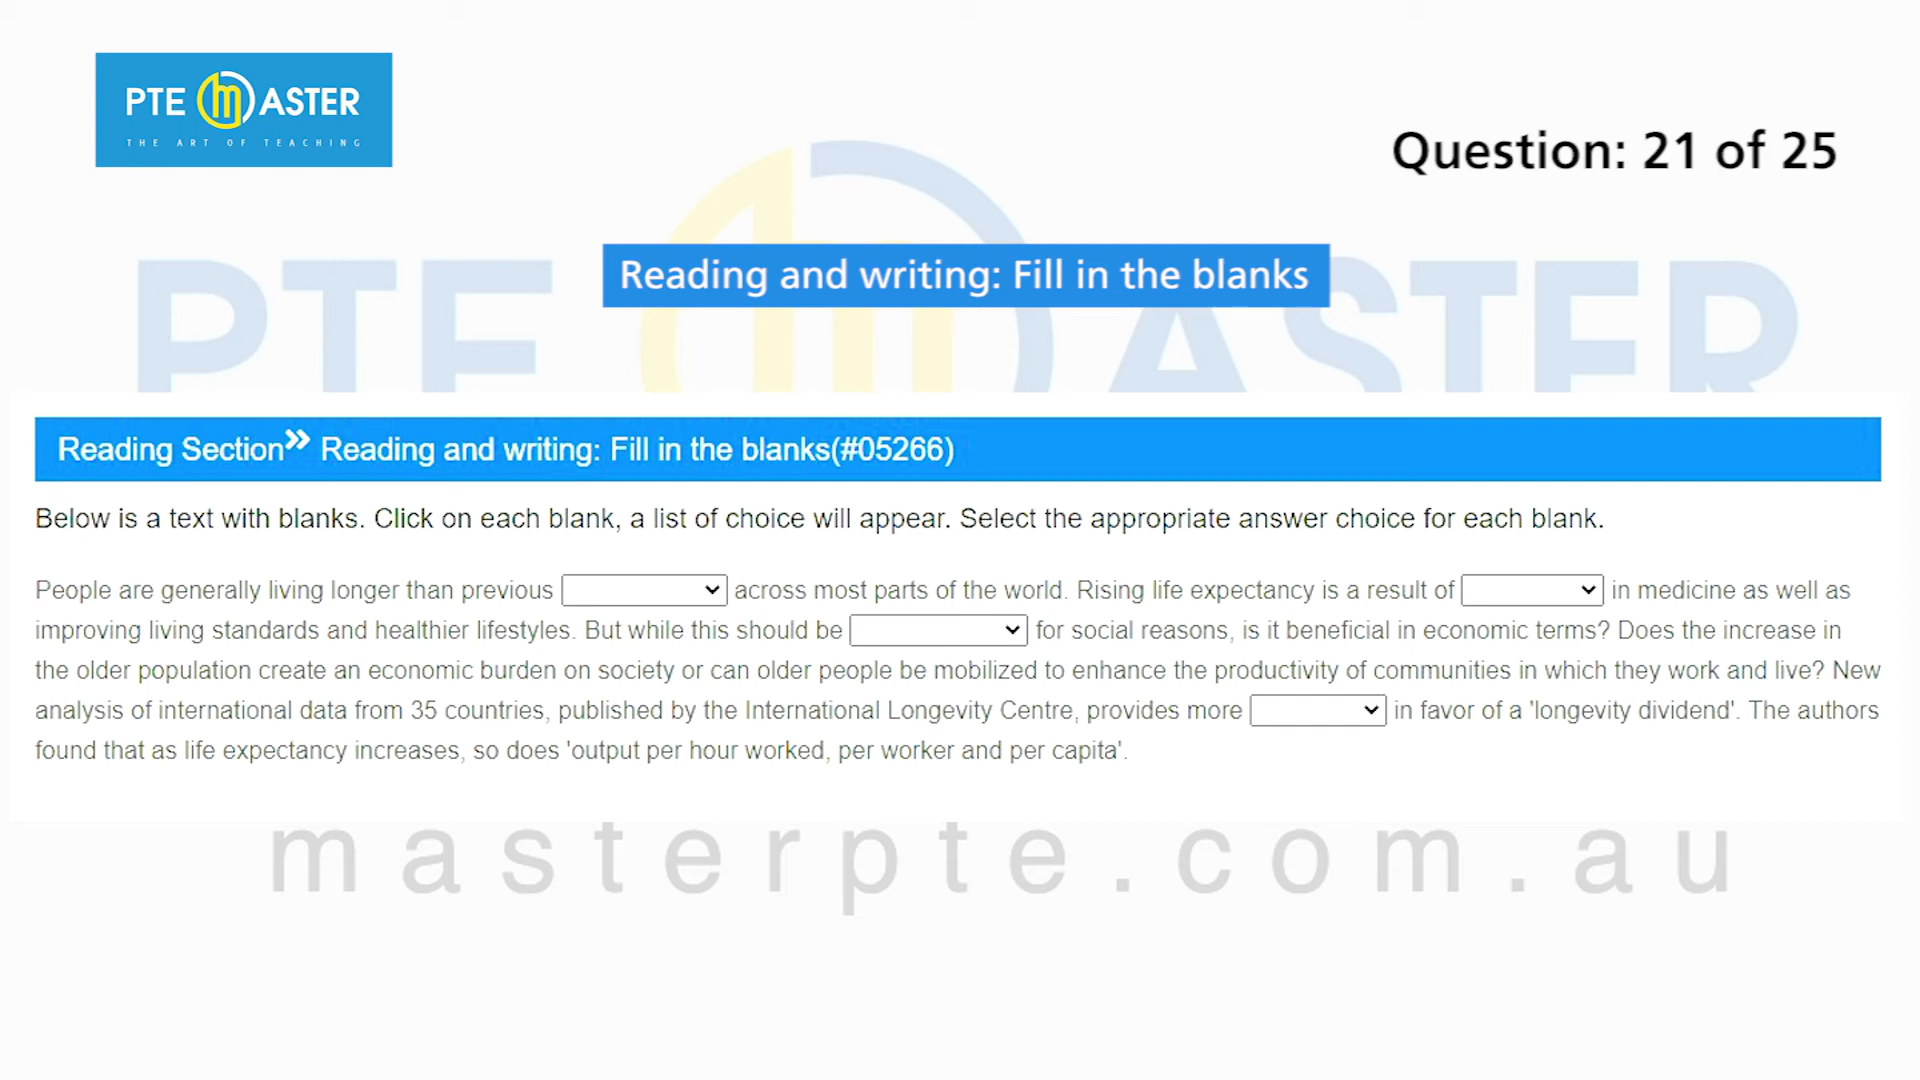 PTE MASTER
THE ART OF TEACHING
Question: 21 of 25
PTE MASTER
Reading and writing: Fill in the blanks
Reading Section» Reading and writing: Fill in the blanks(#05266)
Below is a text with blanks. Click on each blank, a list of choice will appear. Select the appropriate answer choice for each blank.
People are generally living longer than previous across most parts of the world. Rising life expectancy is a result of in medicine as well as
improving living standards and healthier lifestyles. But while this should be for social reasons, is it beneficial in economic terms? Does the increase in
the older population create an economic burden on society or can older people be mobilized to enhance the productivity of communities in which they work and live? New
analysis of international data from 35 countries, published by the International Longevity Centre, provides more in favor of a 'longevity dividend'. The authors
found that as life expectancy increases, so does 'output per hour worked, per worker and per capita'.
masterpte.com.au